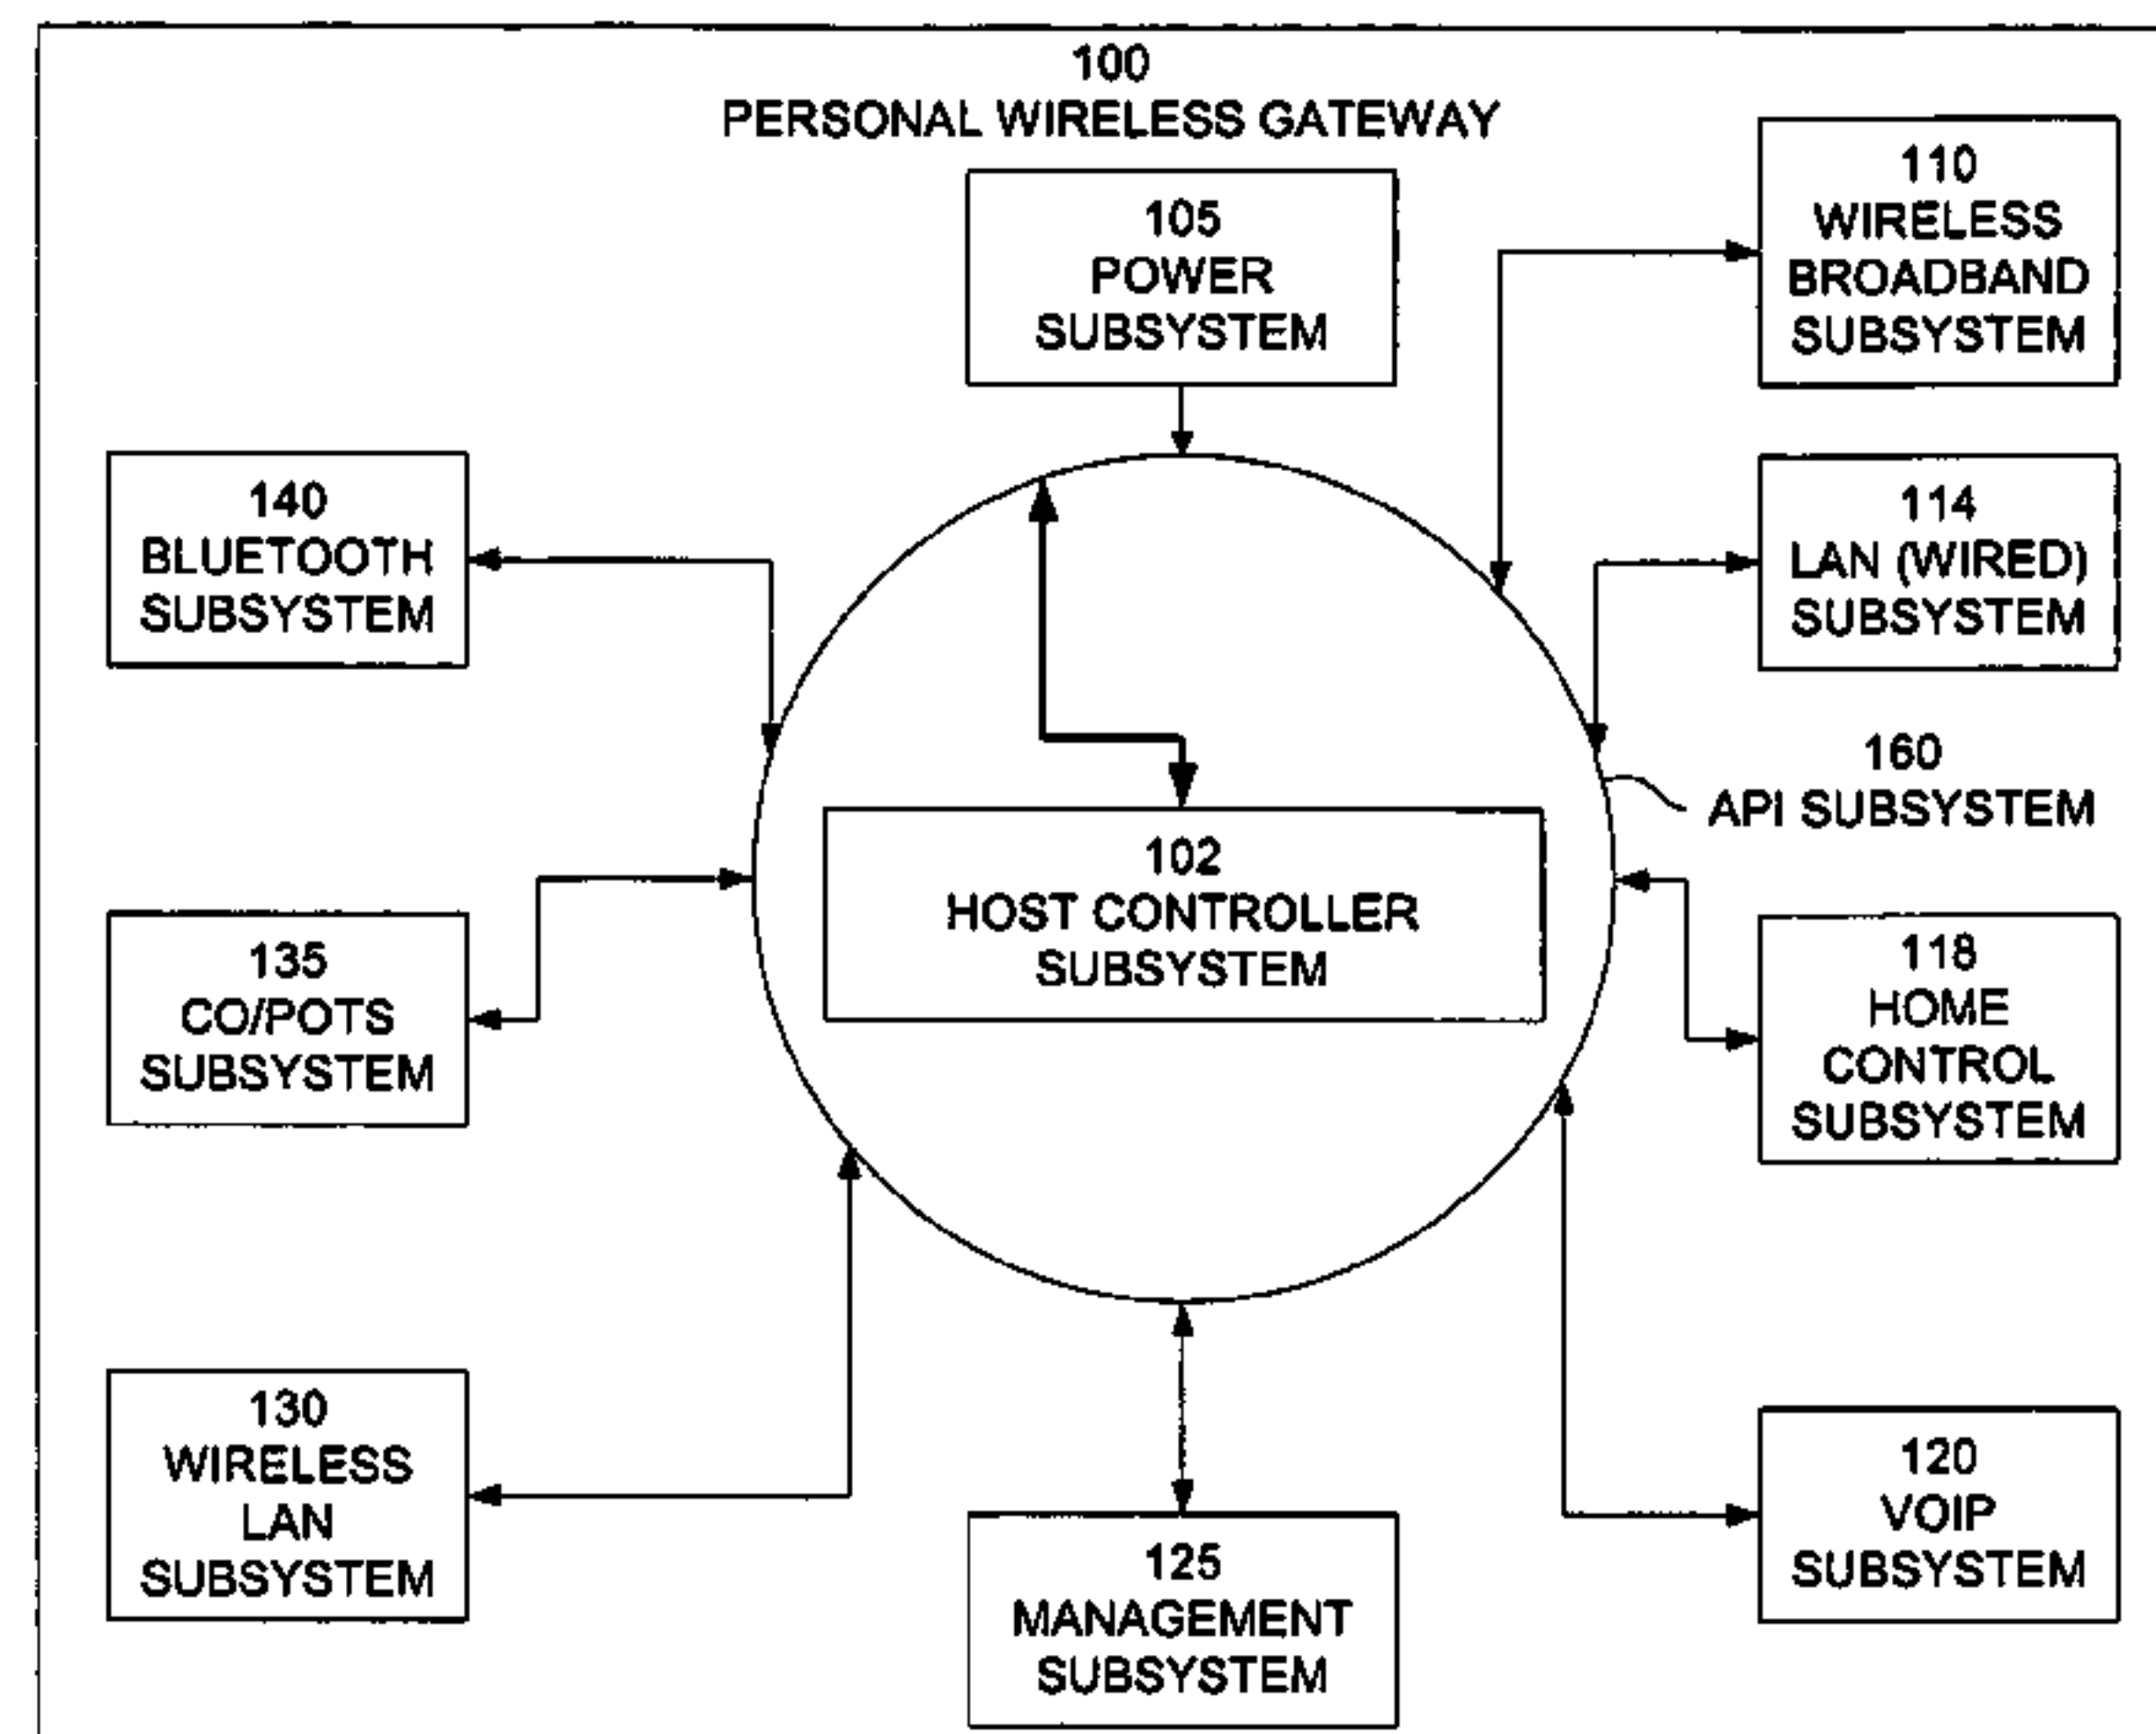 100
PERSONAL WIRELESS GATEWAY
105
POWER
SUBSYSTEM
110
WIRELESS
BROADBAND
SUBSYSTEM
140
BLUETOOTH
SUBSYSTEM
114
LAN (WIRED)
SUBSYSTEM
160
API SUBSYSTEM
102
HOST CONTROLLER
SUBSYSTEM
135
CO/POTS
SUBSYSTEM
118
HOME
CONTROL
SUBSYSTEM
130
WIRELESS
LAN
SUBSYSTEM
125
MANAGEMENT
SUBSYSTEM
120
VOIP
SUBSYSTEM